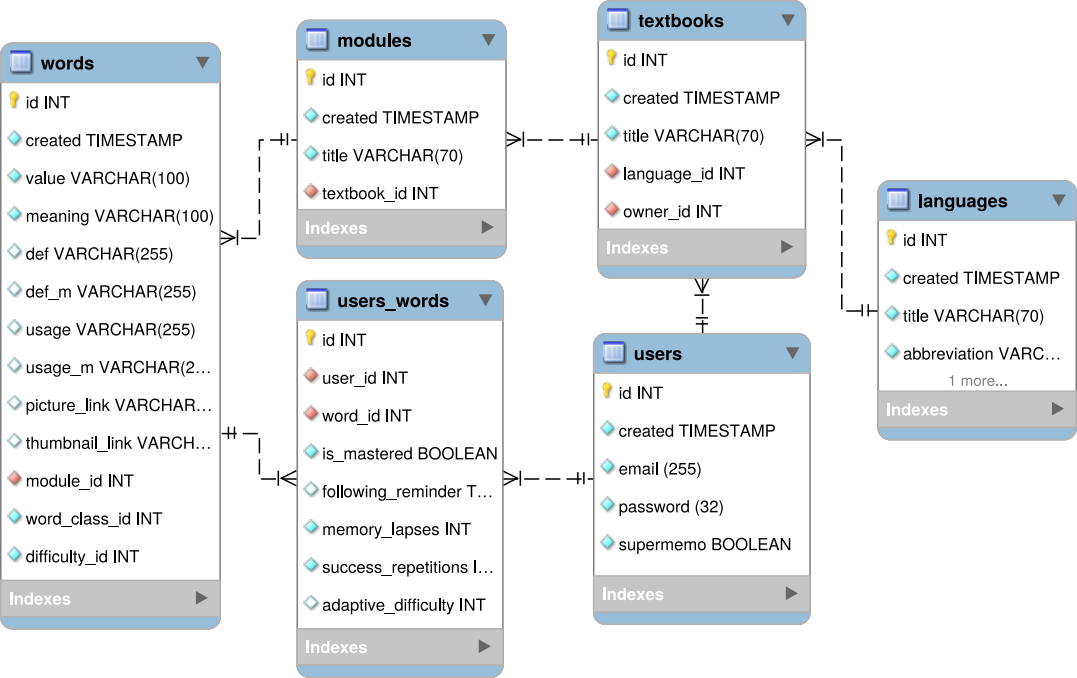 words
id INT
created TIMESTAMP
value VARCHAR(100)
meaning VARCHAR(100)
def VARCHAR(255)
def_m VARCHAR(255)
usage VARCHAR(255)
usage_m VARCHAR(2...
picture_link VARCHAR...
thumbnail_link VARCH...
module_id INT
word_class_id INT
difficulty_id INT
Indexes
modules
id INT
created TIMESTAMP
title VARCHAR(70)
textbook_id INT
Indexes
users_words
id INT
user_id INT
word_id INT
is_mastered BOOLEAN
following_reminder T...
memory_lapses INT
success_repetitions I...
adaptive_difficulty INT
Indexes
textbooks
id INT
created TIMESTAMP
title VARCHAR(70)
language_id INT
owner_id INT
Indexes
users
id INT
created TIMESTAMP
email (255)
password (32)
supermemo BOOLEAN
Indexes
languages
id INT
created TIMESTAMP
title VARCHAR(70)
abbreviation VARC...
1 more...
Indexes